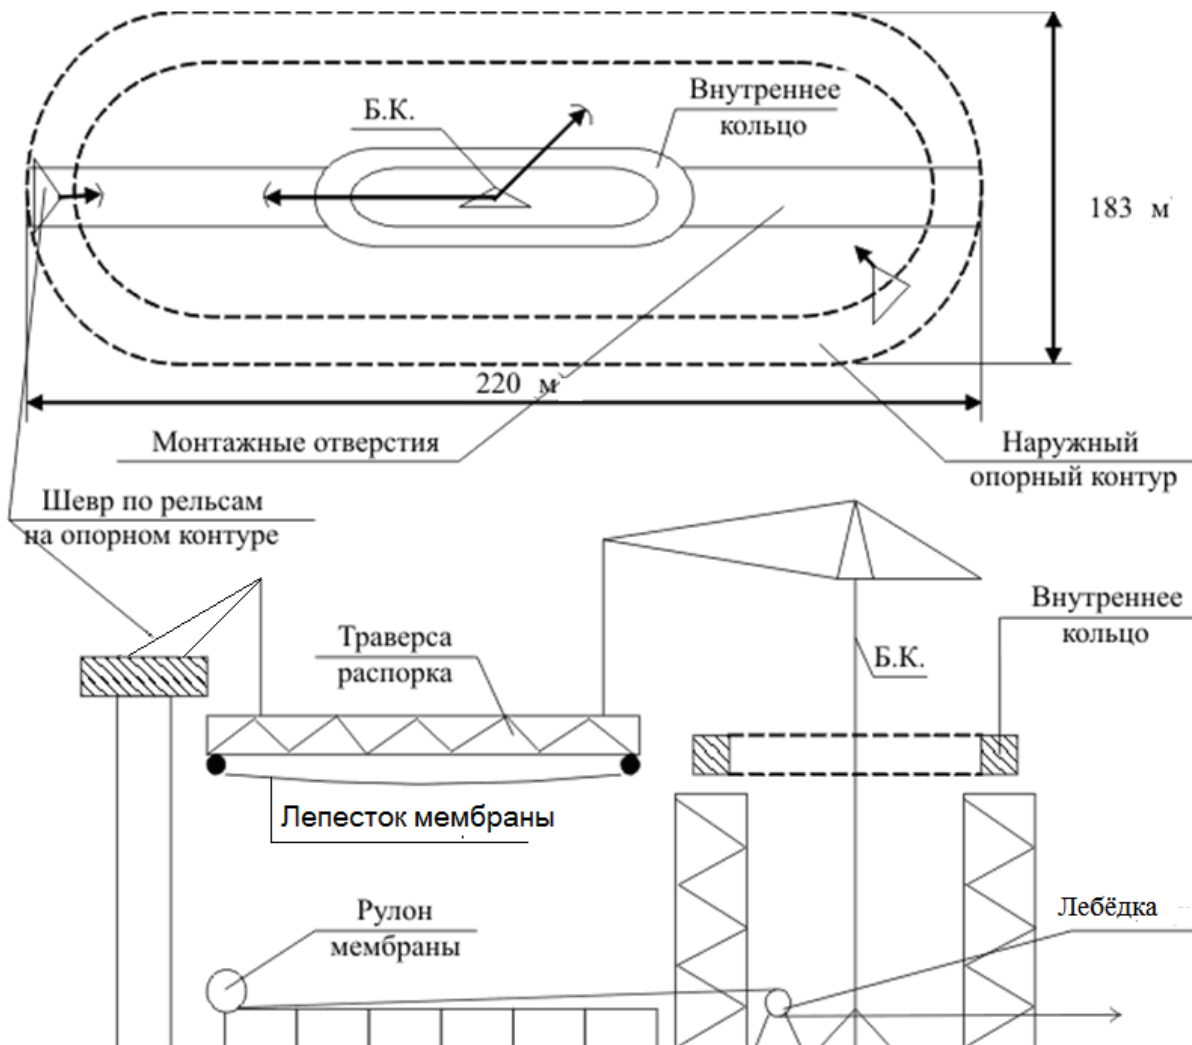 Внутреннее
кольцо
Б.К.
183 м
220 м
Монтажные отверстия
Наружный
опорный контур
Шевр по рельсам
на опорном контуре
Внутреннее
кольцо
Траверса
распорка
Б.К.
Лепесток мембраны
Рулон
мембраны
Лебёдка